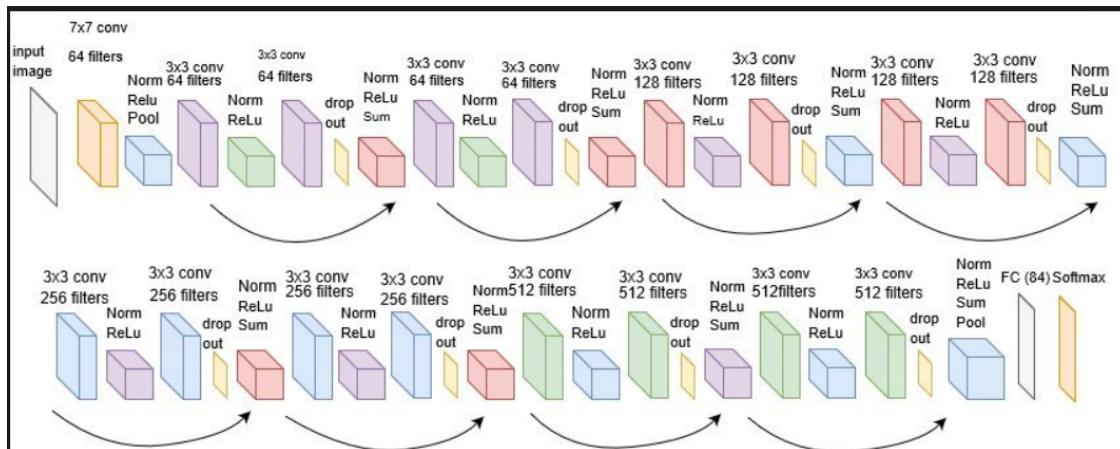 7x7 conv
64 filters
input
image
Norm
Relu
Pool
3x3 conv
64 filters
Norm
ReLu
3x3 conv
64 filters
drop
out
Norm
ReLu
Sum
3x3 conv
64 filters
Norm
ReLu
3x3 conv
64 filters
drop
out
Norm
ReLu
Sum
3x3 conv
128 filters
Norm
ReLu
3x3 conv
128 filters
drop
out
Norm
ReLu
Sum
3x3 conv
128 filters
Norm
ReLu
3x3 conv
128 filters
drop
out
Norm
ReLu
Sum
3x3 conv
256 filters
Norm
ReLu
3x3 conv
256 filters
drop
out
Norm
ReLu
Sum
3x3 conv
256 filters
Norm
ReLu
3x3 conv
256 filters
drop
out
Norm
ReLu
Sum
3x3 conv
512 filters
Norm
ReLu
3x3 conv
512 filters
drop
out
Norm
ReLu
Sum
3x3 conv
512filters
Norm
ReLu
3x3 conv
512 filters
drop
out
Norm
ReLu
Sum
Pool
FC (84)
Softmax